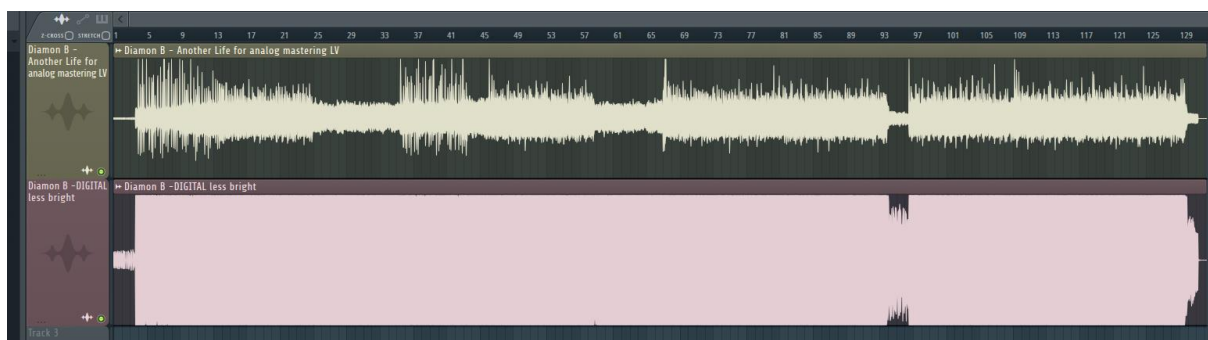 Z-CROSS STRETCH 1 5 9 13 17 21 25 29 33 37 41 45 49 53 57 61 65 69 73 77 81 85 89 93 97 101 105 109 113 117 121 125 129
Diamon B -
Another Life for
analog mastering LV
Diamon B - Another Life for analog mastering LV
Diamon B -DIGITAL
less bright
Diamon B -DIGITAL less bright
Track 3